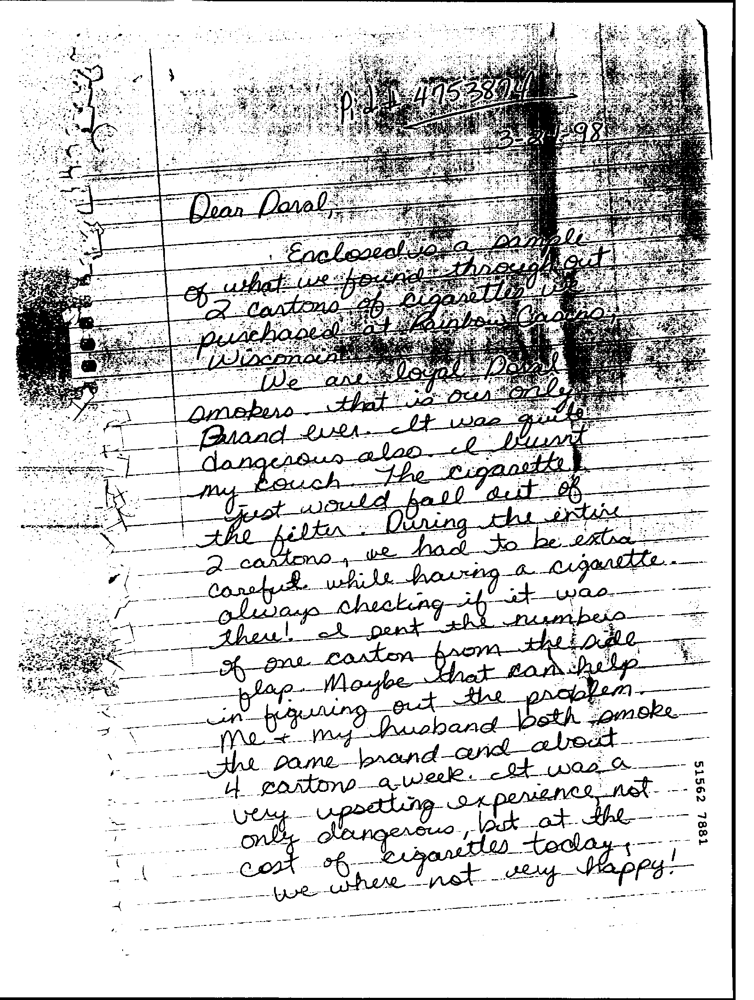 P.I.D 4753874
3-24-98
Dear Doral,
Enclosed is a sample
of what we found through out
2 cartons of cigarettes we
purchased at Rainbow Casino,
Wisconsin.
We are loyal Doral
smokers. that is our only
Brand ever. It was quite
dangerous also. I burnt
my couch. The cigarette
just would fall out of
the filter. During the entire
2 cartons, we had to be extra
careful while having a cigarette.
always checking if it was
there! I sent the numbers
of one carton from the side
flap. Maybe that can help
in figuring out the problem.
Me + my husband both smoke
the same brand and about
4 cartons a week. It was a
very upsetting experience, not
only dangerous, but at the
cost of cigarettes today,
we where not very Happy!
51562 7881